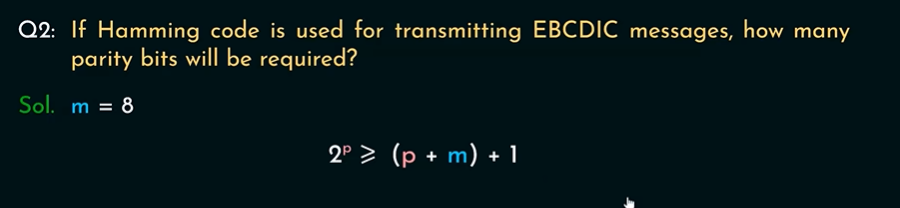 Q2: If Hamming code is used for transmitting EBCDIC messages, how many
parity bits will be required?
Sol. m = 8
2ᵖ ⩾ (p + m) + 1